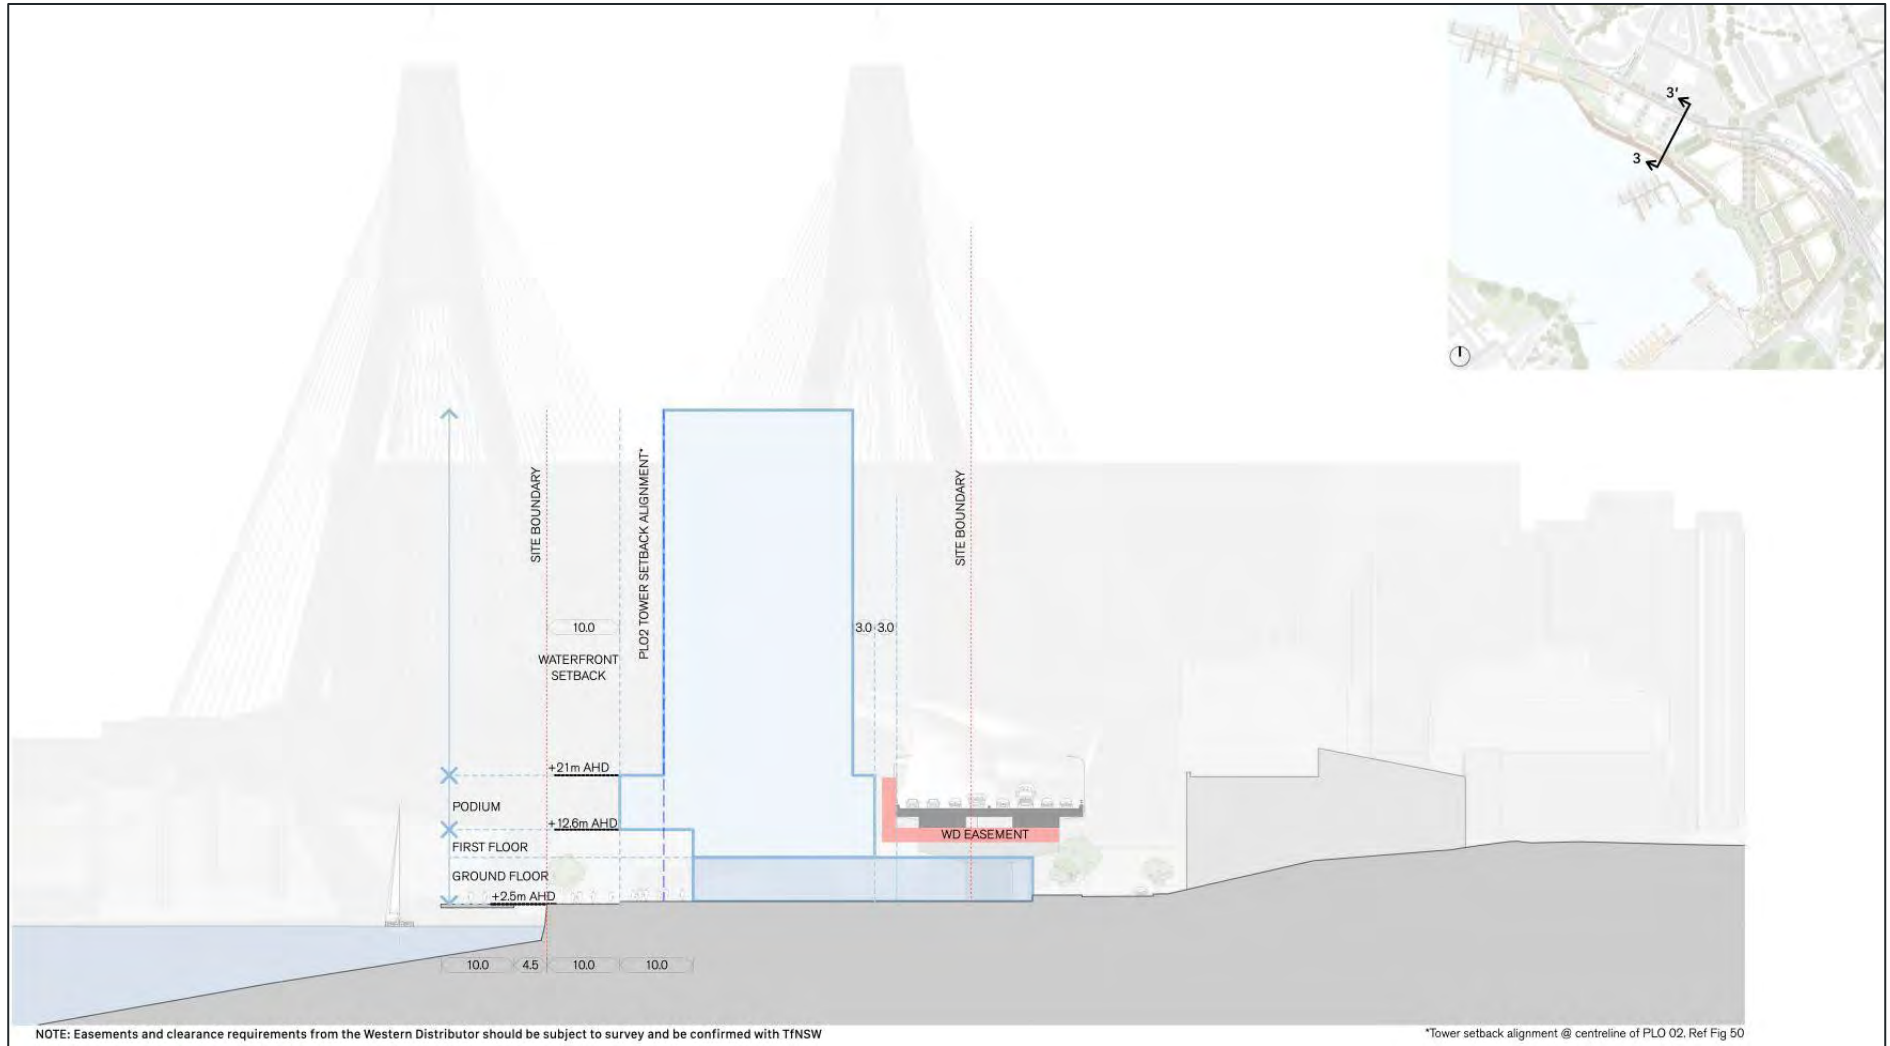 3'
3
SITE BOUNDARY
PLO2 TOWER SETBACK ALIGNMENT*
SITE BOUNDARY
10.0
3.0
3.0
WATERFRONT
SETBACK
+21m AHD
PODIUM
+12.6m AHD
WD EASEMENT
FIRST FLOOR
GROUND FLOOR
+2.5m AHD
10.0
4.5
10.0
10.0
NOTE: Easements and clearance requirements from the Western Distributor should be subject to survey and be confirmed with TfNSW
*Tower setback alignment @ centreline of PLO 02. Ref Fig 50